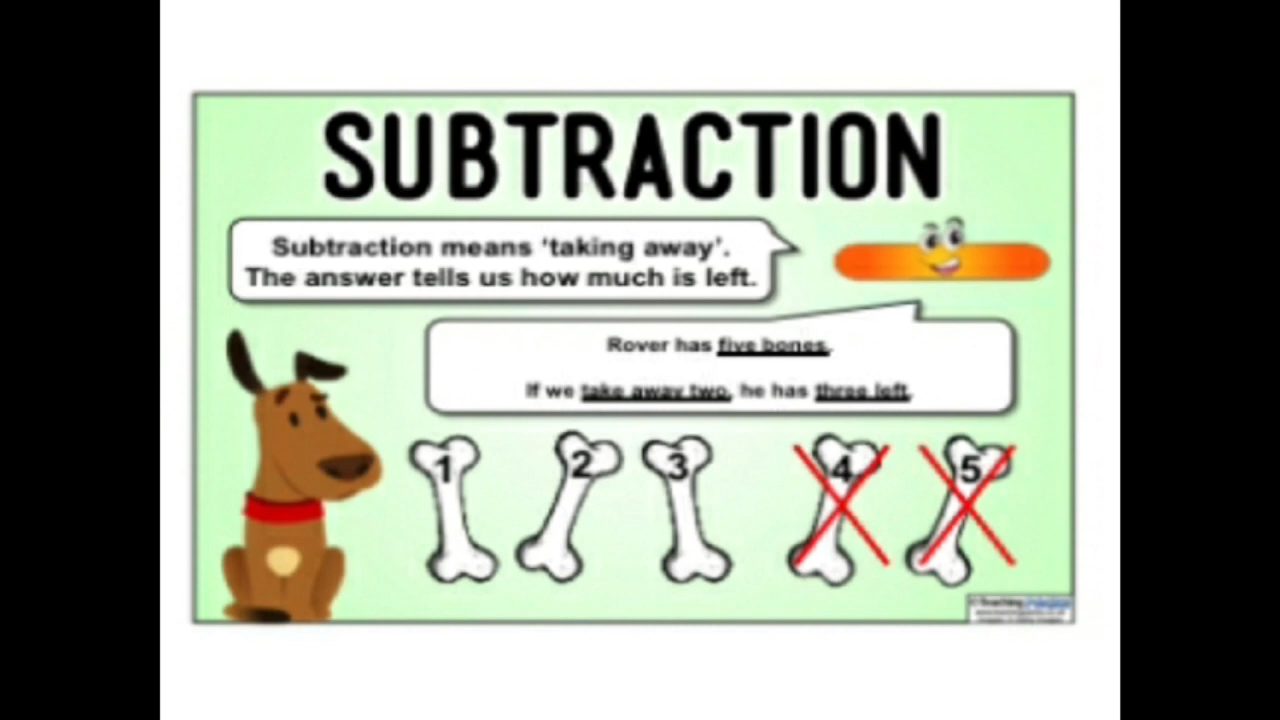 SUBTRACTION
Subtraction means ‘taking away’.
The answer tells us how much is left.
Rover has five bones.
If we take away two, he has three left.
1 2 3 4 5
Teaching